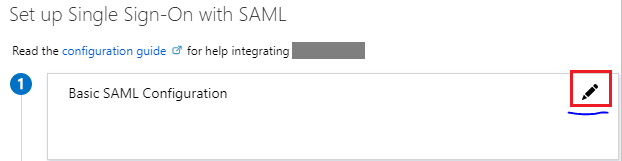 Set up Single Sign-On with SAML
Read the configuration guide for help integrating
1
Basic SAML Configuration